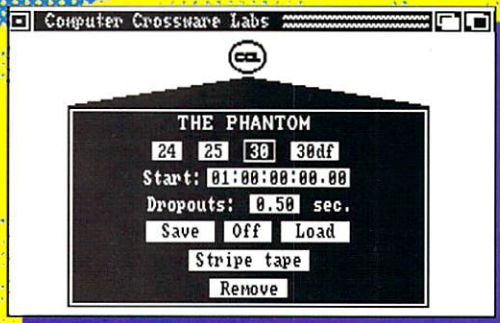 Computer Crossware Labs
CCL
THE PHANTOM
24 25 30 30df
Start: 01:00:00:00.00
Dropouts: 0.50 sec.
Save Off Load
Stripe tape
Remove